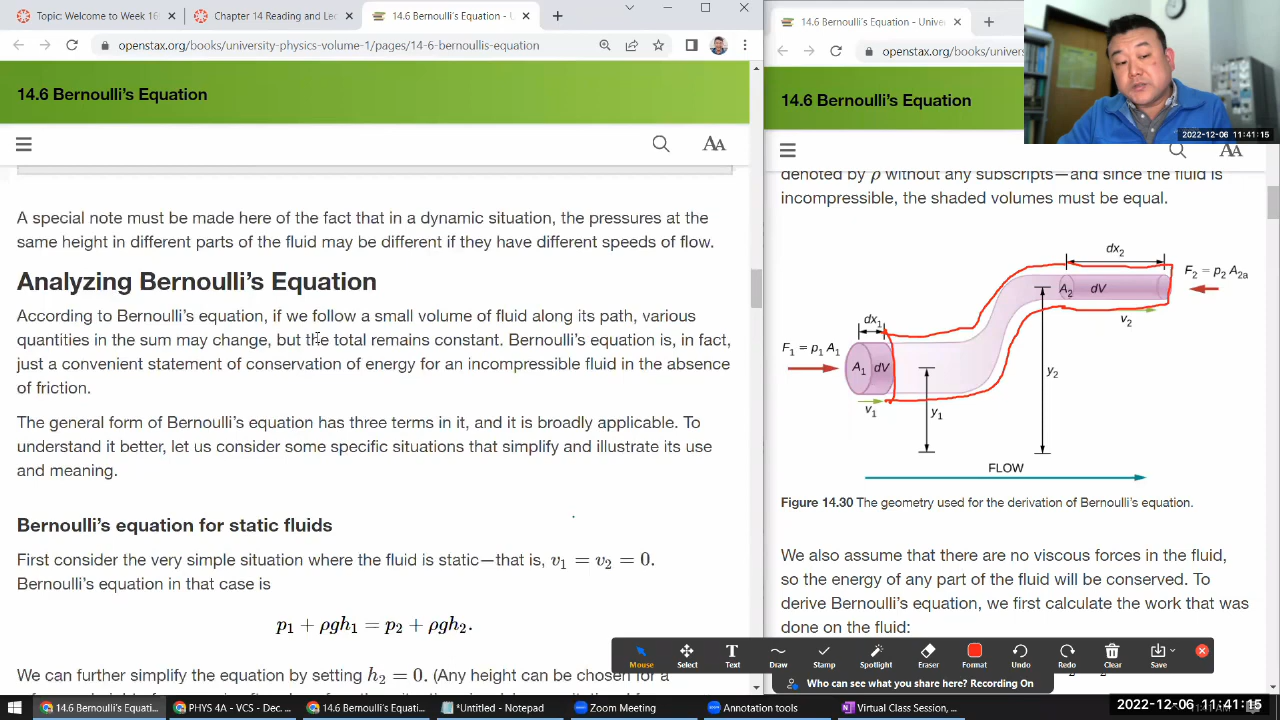 Topic: Welcome to Week 16
Chapter 14 Reading and Lec
14.6 Bernoulli's Equation - Univ
openstax.org/books/university-physics-volume-1/pages/14-6-bernoullis-equation
14.6 Bernoulli's Equation
AA
A special note must be made here of the fact that in a dynamic situation, the pressures at the
same height in different parts of the fluid may be different if they have different speeds of flow.
Analyzing Bernoulli's Equation
According to Bernoulli's equation, if we follow a small volume of fluid along its path, various
quantities in the sum may change, but the total remains constant. Bernoulli's equation is, in fact,
just a convenient statement of conservation of energy for an incompressible fluid in the absence
of friction.
The general form of Bernoulli's equation has three terms in it, and it is broadly applicable. To
understand it better, let us consider some specific situations that simplify and illustrate its use
and meaning.
Bernoulli's equation for static fluids
First consider the very simple situation where the fluid is static—that is, v₁ = v₂ = 0.
Bernoulli's equation in that case is
p₁ + ρgh₁ = p₂ + ρgh₂.
We can further simplify the equation by setting h₂ = 0. (Any height can be chosen for a
14.6 Bernoulli's Equation - Univer
openstax.org/books/univers
14.6 Bernoulli's Equation
AA
2022-12-06 11:41:15
denoted by ρ without any subscripts—and since the fluid is
incompressible, the shaded volumes must be equal.
dx₂
F₂ = p₂ A₂ₐ
A₂ dV
v₂
dx₁
F₁ = p₁ A₁
A₁ dV
v₁
y₁
y₂
FLOW
Figure 14.30 The geometry used for the derivation of Bernoulli's equation.
We also assume that there are no viscous forces in the fluid,
so the energy of any part of the fluid will be conserved. To
derive Bernoulli's equation, we first calculate the work that was
done on the fluid:
Mouse Select Text Draw Stamp Spotlight Eraser Format Undo Redo Clear Save
Who can see what you share here? Recording On
14.6 Bernoulli's Equati...
PHYS 4A - VCS - Dec ...
14.6 Bernoulli's Equati...
*Untitled - Notepad
Zoom Meeting
Annotation tools
Virtual Class Session, ...
2022-12-06 11:41:15